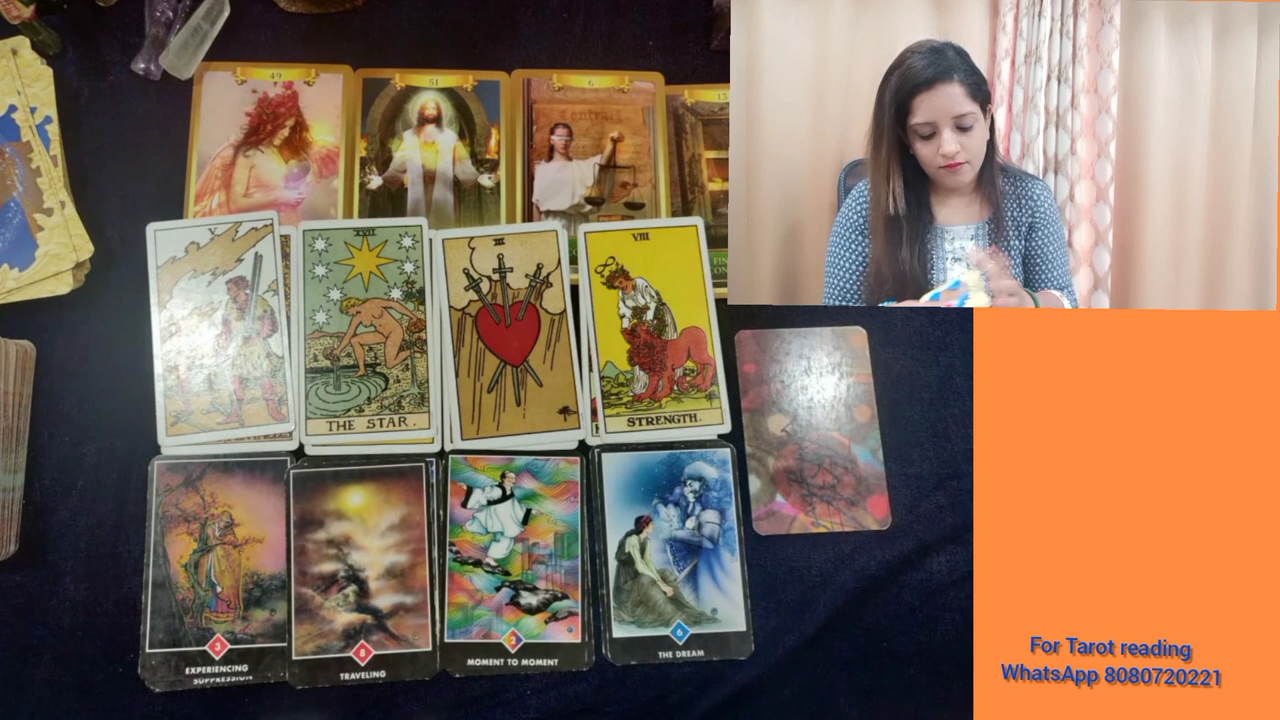 49
51
6
13
XVII
III
VIII
THE STAR.
STRENGTH.
3
8
2
6
EXPERIENCING
SUPPRESSION
TRAVELING
MOMENT TO MOMENT
THE DREAM
For Tarot reading
WhatsApp 8080720221